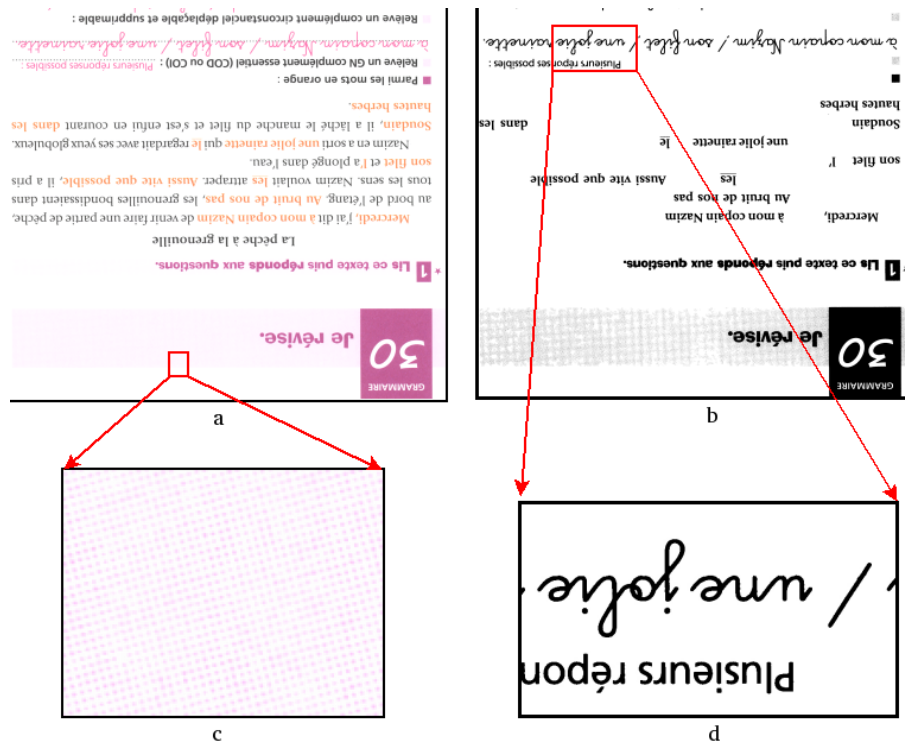 GRAMMAIRE
30 Je révise.
* 1 Lis ce texte puis réponds aux questions.
La pêche à la grenouille
Mercredi, j'ai dit à mon copain Nazim de venir faire une partie de pêche,
au bord de l'étang. Au bruit de nos pas, les grenouilles bondissaient dans
tous les sens. Nazim voulait les attraper. Aussi vite que possible, il a pris
son filet et l'a plongé dans l'eau.
Nazim en a sorti une jolie rainette qui le regardait avec ses yeux globuleux.
Soudain, il a lâché le manche du filet et s'est enfui en courant dans les
hautes herbes.
Parmi les mots en orange :
Relève un GN complément essentiel (COD ou COI) : Plusieurs réponses possibles :
à mon copain Nazim / son filet / une jolie rainette
Relève un complément circonstanciel déplaçable et supprimable :
a
GRAMMAIRE
30 Je révise.
1 Lis ce texte puis réponds aux questions.
Mercredi, à mon copain Nazim
Au bruit de nos pas
les Aussi vite que possible
son filet l'
une jolie rainette le
Soudain dans les
hautes herbes
Plusieurs réponses possibles :
à mon copain Nazim / son filet / une jolie rainette
b
c
Plusieurs répon
/ une jolie
d